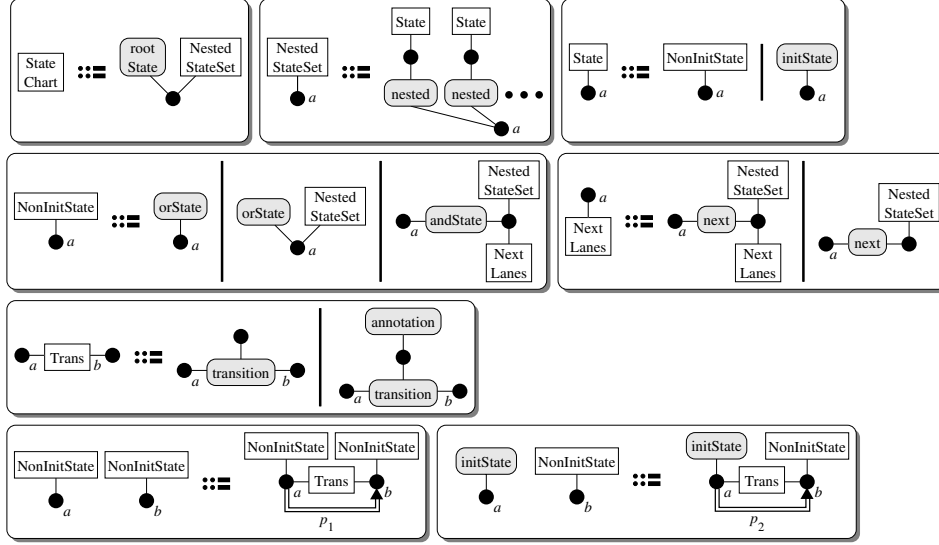 State
Chart
::=
root
State
Nested
StateSet
Nested
StateSet
a
::=
State
State
nested
nested
• • •
a
State
a
::=
NonInitState
a
initState
a
NonInitState
a
::=
orState
a
orState
Nested
StateSet
a
a
andState
Nested
StateSet
Next
Lanes
a
Next
Lanes
::=
a
next
Nested
StateSet
Next
Lanes
a
next
Nested
StateSet
a
Trans
b
::=
a
transition
b
annotation
a
transition
b
NonInitState
a
NonInitState
b
::=
NonInitState
NonInitState
a
Trans
b
p1
initState
a
NonInitState
b
::=
initState
NonInitState
a
Trans
b
p2